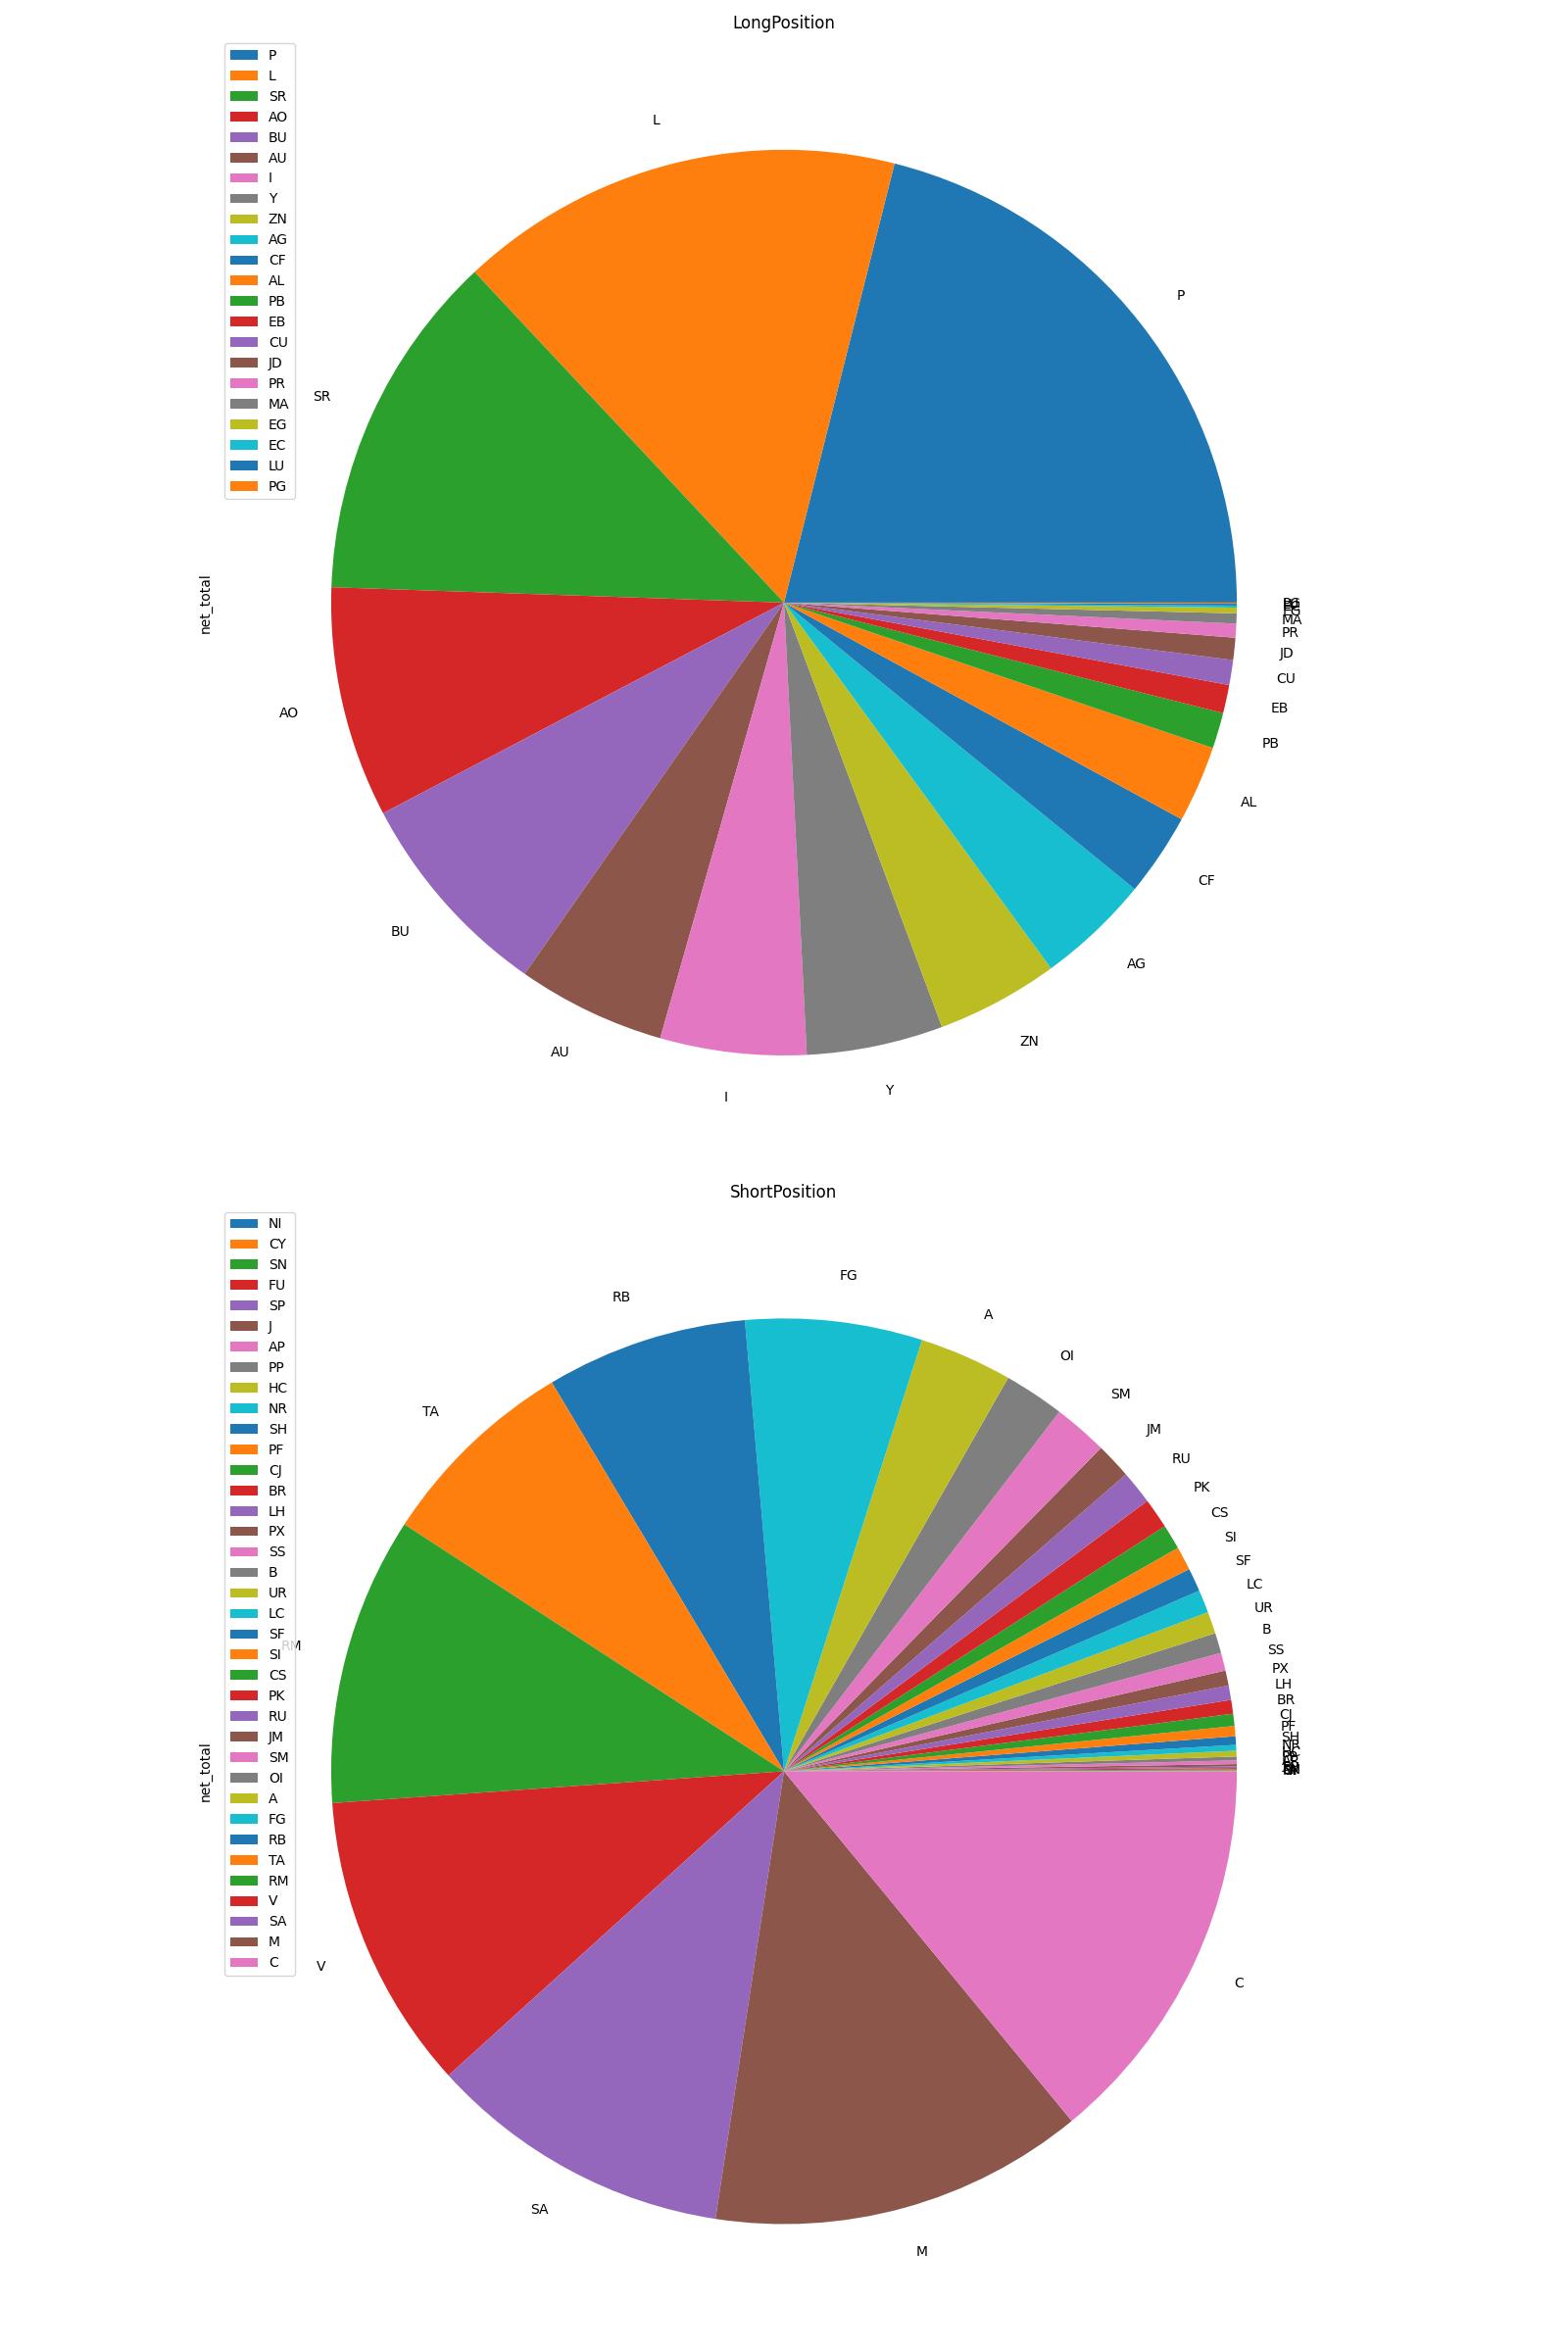 LongPosition
P
L
SR
AO
BU
AU
I
Y
ZN
AG
CF
AL
PB
EB
CU
JD
PR
MA
EG
EC
LU
PG
L
P
SR
AO
BU
AU
I
Y
ZN
AG
CF
AL
PB
EB
CU
JD
PR
MA
EG
PG
net_total
ShortPosition
NI
CY
SN
FU
SP
J
AP
PP
HC
NR
SH
PF
CJ
BR
LH
PX
SS
B
UR
LC
SF
SI
CS
PK
RU
JM
SM
OI
A
FG
RB
TA
RM
V
SA
M
C
FG
RB
A
OI
SM
TA
JM
RU
PK
CS
SI
SF
LC
UR
B
RM
SS
PX
LH
BR
CJ
PF
SH
NR
net_total
V
C
SA
M